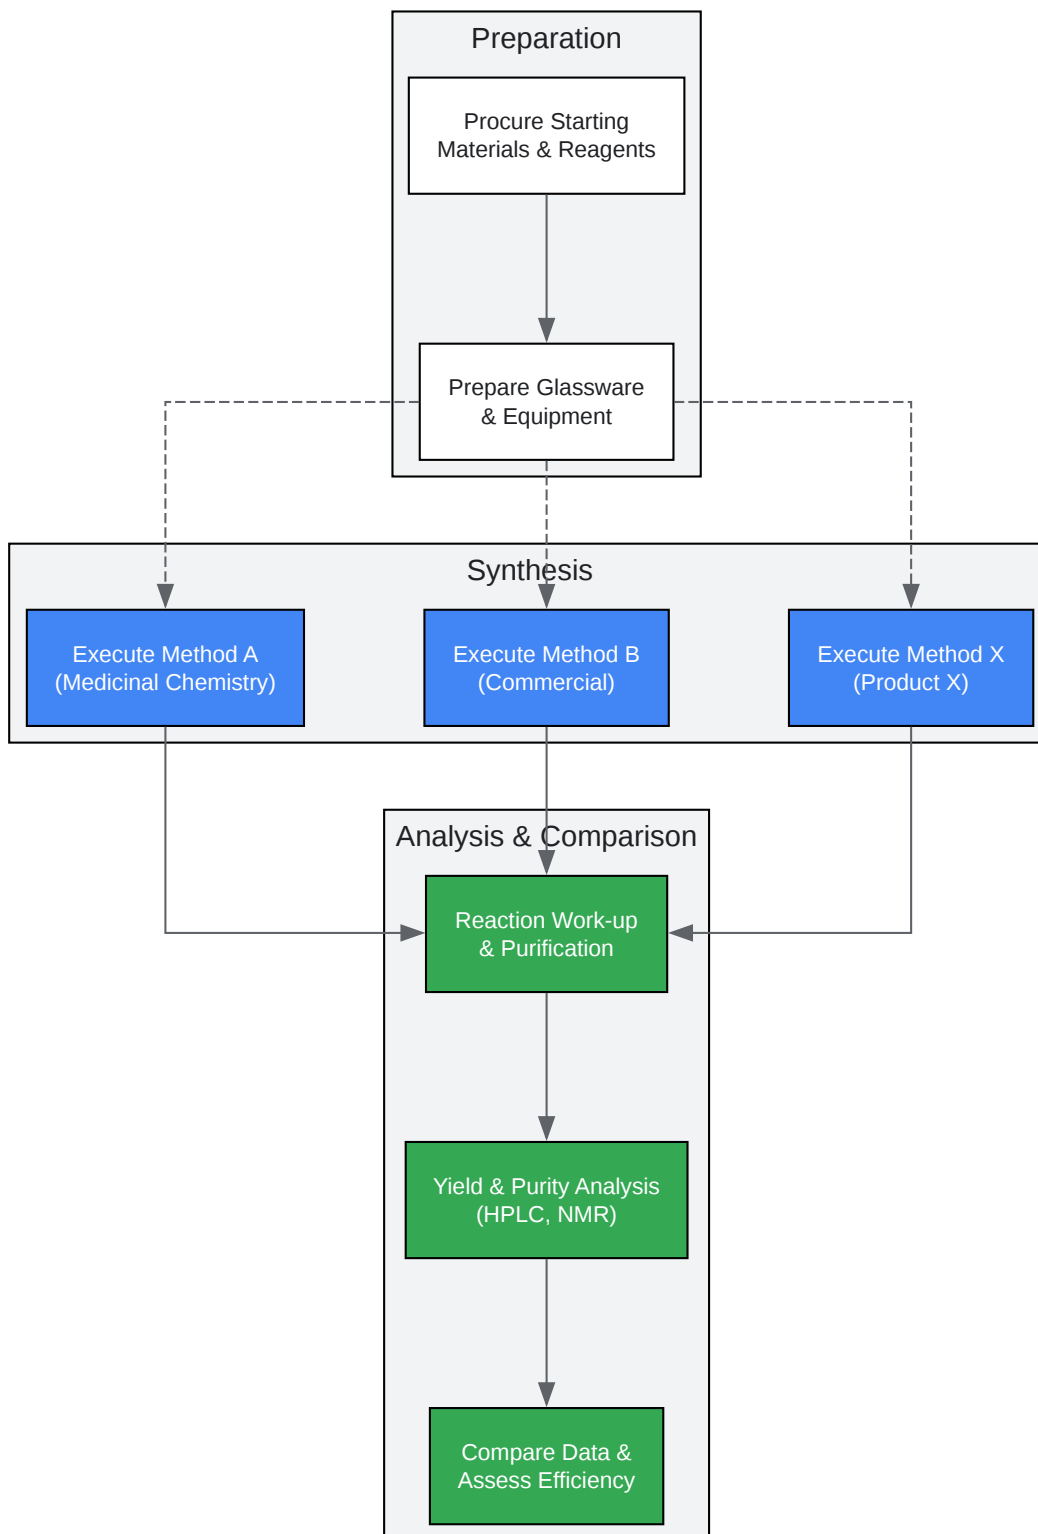 Preparation
Procure Starting
Materials & Reagents
Prepare Glassware
& Equipment
Synthesis
Execute Method A
(Medicinal Chemistry)
Execute Method B
(Commercial)
Execute Method X
(Product X)
Analysis & Comparison
Reaction Work-up
& Purification
Yield & Purity Analysis
(HPLC, NMR)
Compare Data &
Assess Efficiency